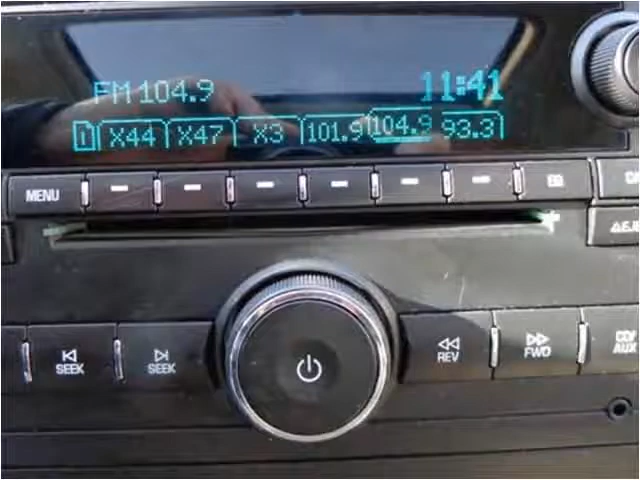 FM 104.9 11:41
1 X44 X47 X3 101.9 104.9 93.3
MENU EQ
SEEK SEEK REV FWD CD/AUX